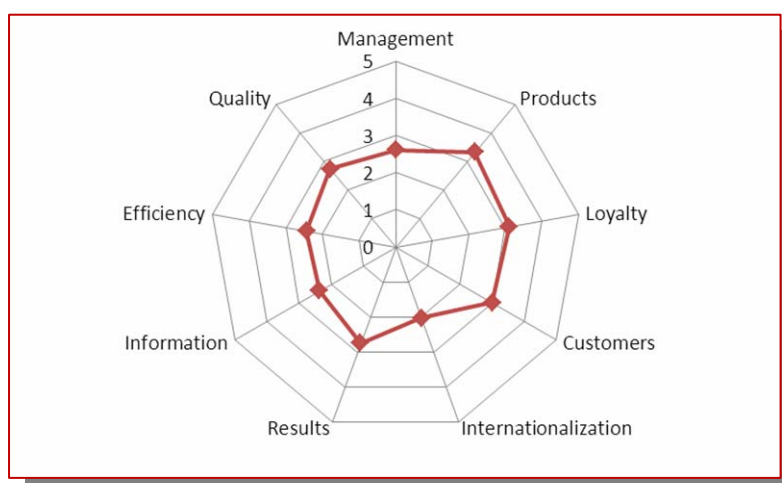 Management
5
Quality
4
Products
3
2
Efficiency
1
Loyalty
0
Information
Customers
Results
Internationalization